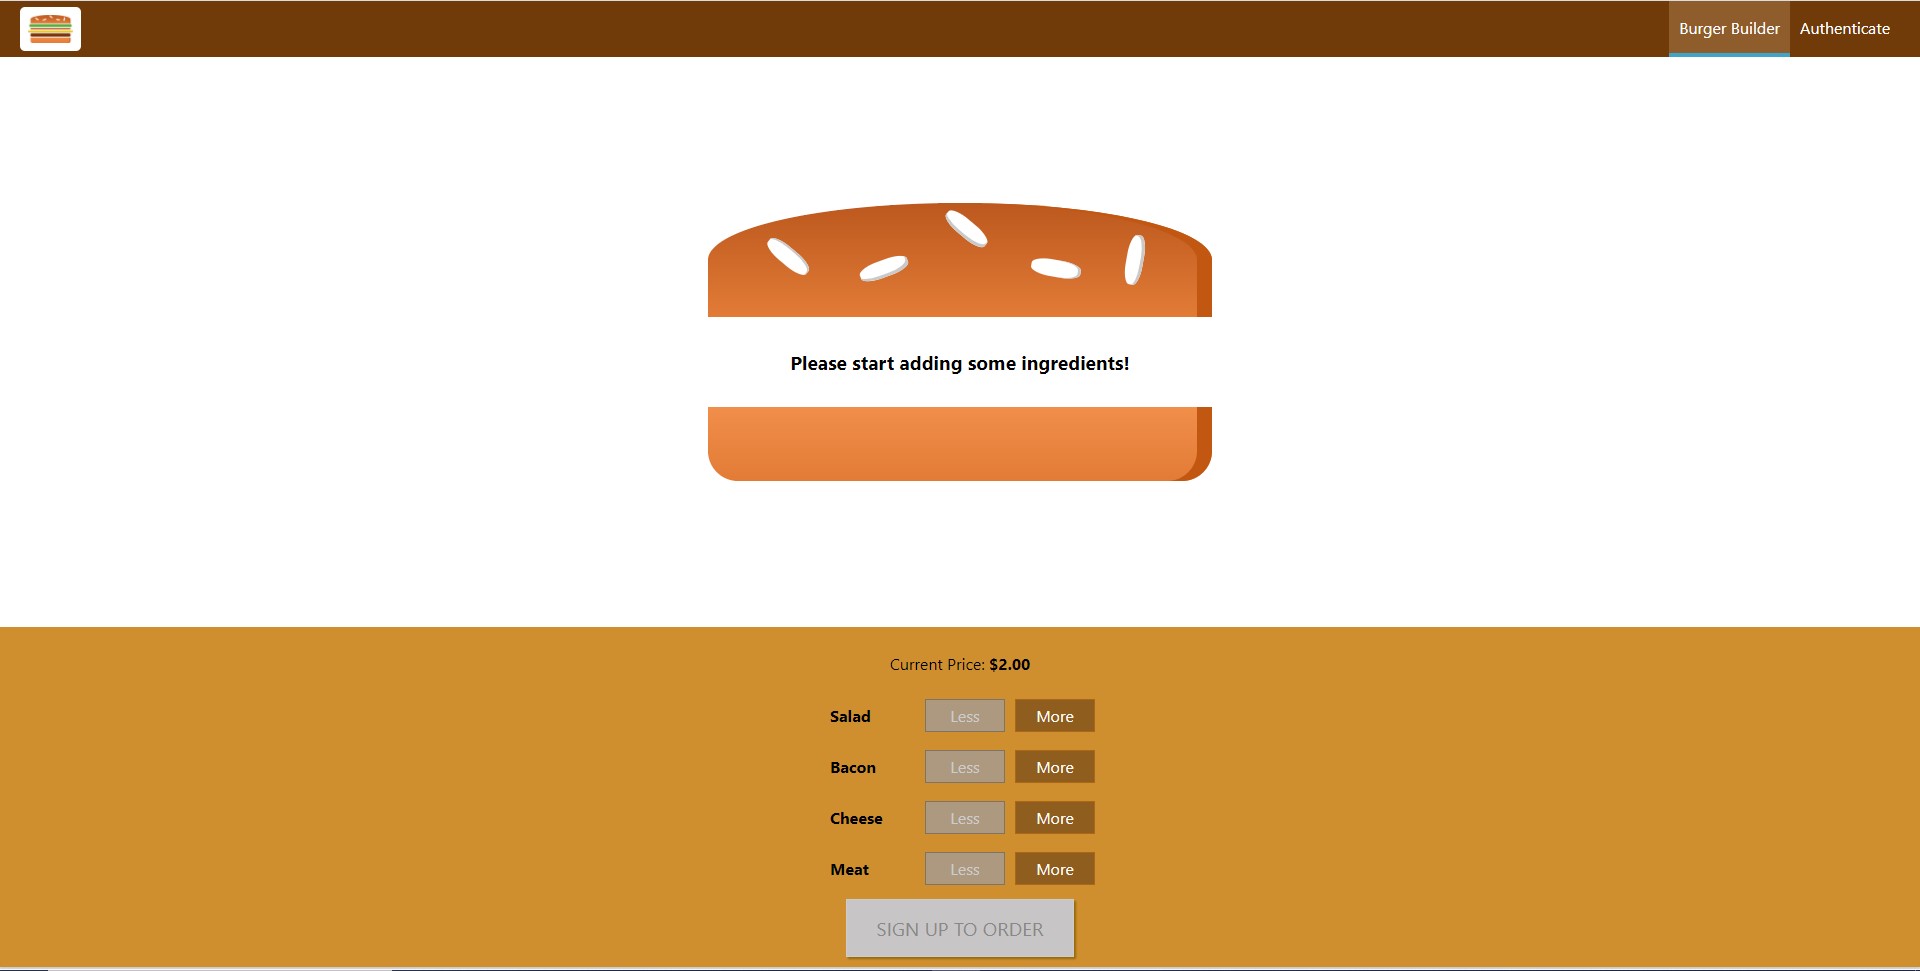 Burger Builder Authenticate
Please start adding some ingredients!
Current Price: $2.00
Salad Less More
Bacon Less More
Cheese Less More
Meat Less More
SIGN UP TO ORDER